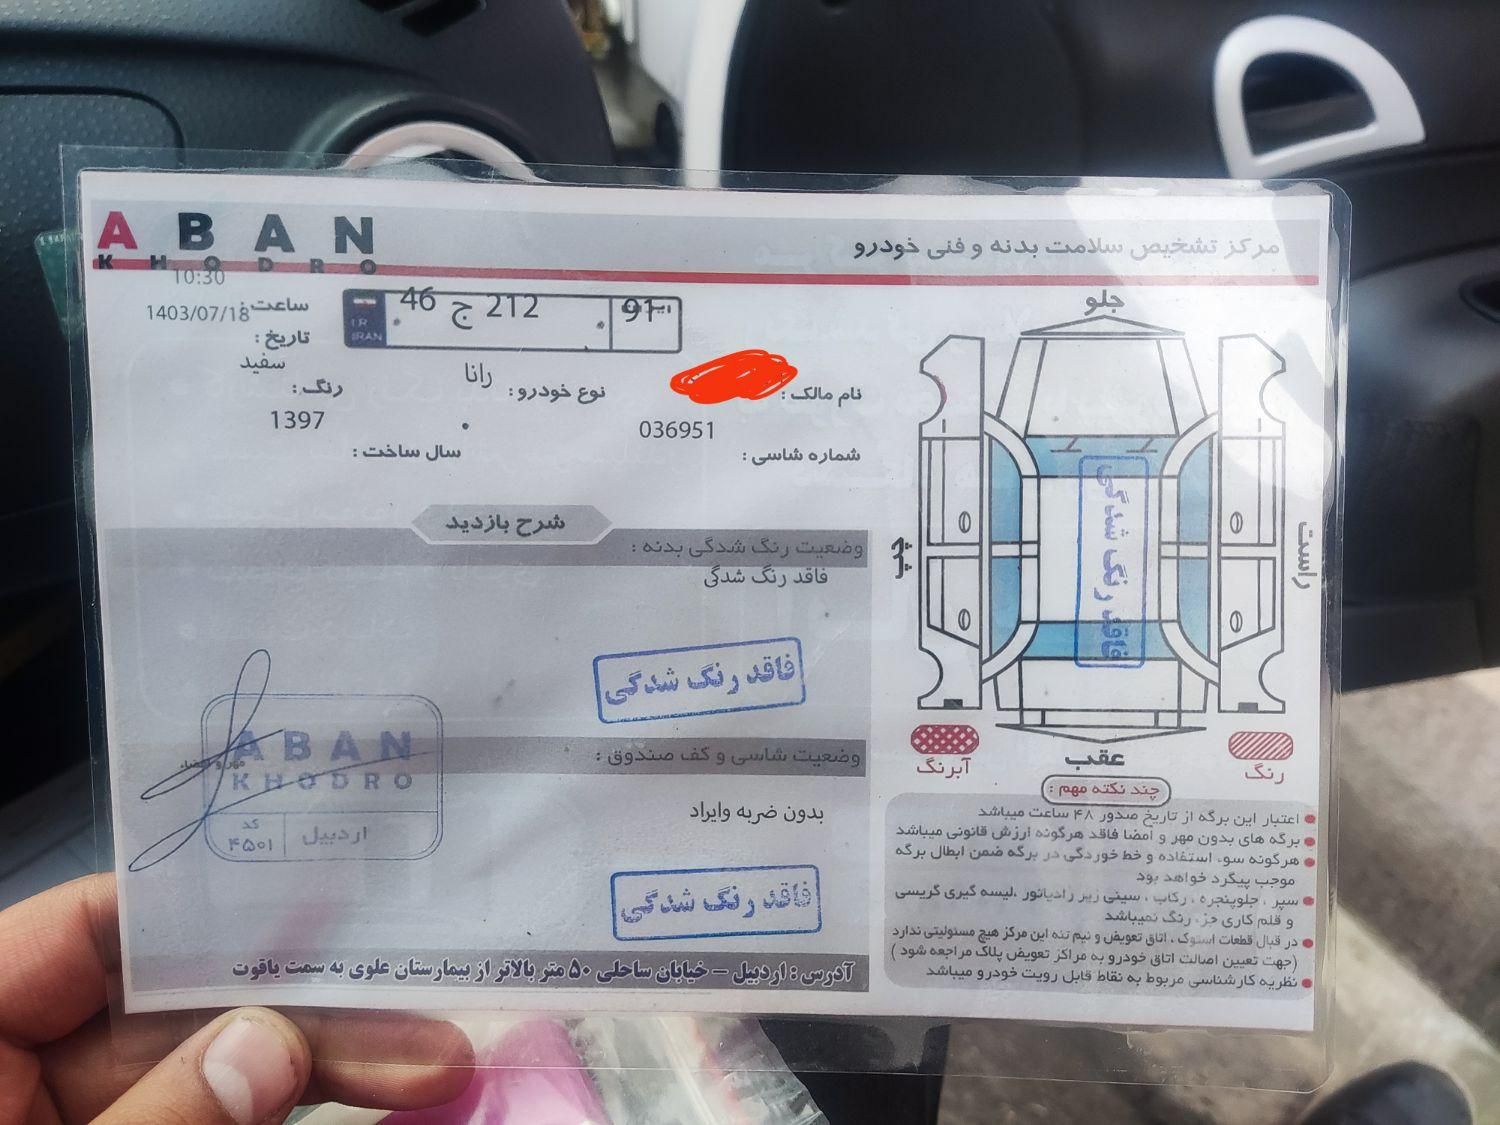 ABAN
KHODRO
مرکز تشخیص سلامت بدنه و فنی خودرو
ساعت: 10:30
تاریخ: 1403/07/18
I.R.
IRAN
46 ج 212
91
نام مالک:
نوع خودرو: رانا
رنگ: سفید
شماره شاسی: 036951
سال ساخت: 1397
شرح بازدید
وضعیت رنگ شدگی بدنه:
فاقد رنگ شدگی
فاقد رنگ شدگی
وضعیت شاسی و کف صندوق:
بدون ضربه وایراد
فاقد رنگ شدگی
مهر و امضاء
ABAN
KHODRO
اردبیل
کد
۴۵۰۱
آدرس: اردبیل - خیابان ساحلی ۵۰ متر بالاتر از بیمارستان علوی به سمت یاقوت
جلو
چپ
راست
فاقد رنگ شدگی
عقب
رنگ
آبرنگ
چند نکته مهم:
اعتبار این برگه از تاریخ صدور ۴۸ ساعت میباشد
برگه های بدون مهر و امضا فاقد هرگونه ارزش قانونی میباشد
هرگونه سوء استفاده و خط خوردگی در برگه ضمن ابطال برگه
موجب پیگرد خواهد بود
سپر ، جلوپنجره ، رکاب ، سینی زیر رادیاتور ،لیسه گیری گریسی
و قلم کاری جزء رنگ نمیباشد
در قبال قطعات استوک ، اتاق تعویض و نیم تنه این مرکز هیچ مسئولیتی ندارد
(جهت تعیین اصالت اتاق خودرو به مراکز تعویض پلاک مراجعه شود)
نظریه کارشناسی مربوط به نقاط قابل رویت خودرو میباشد